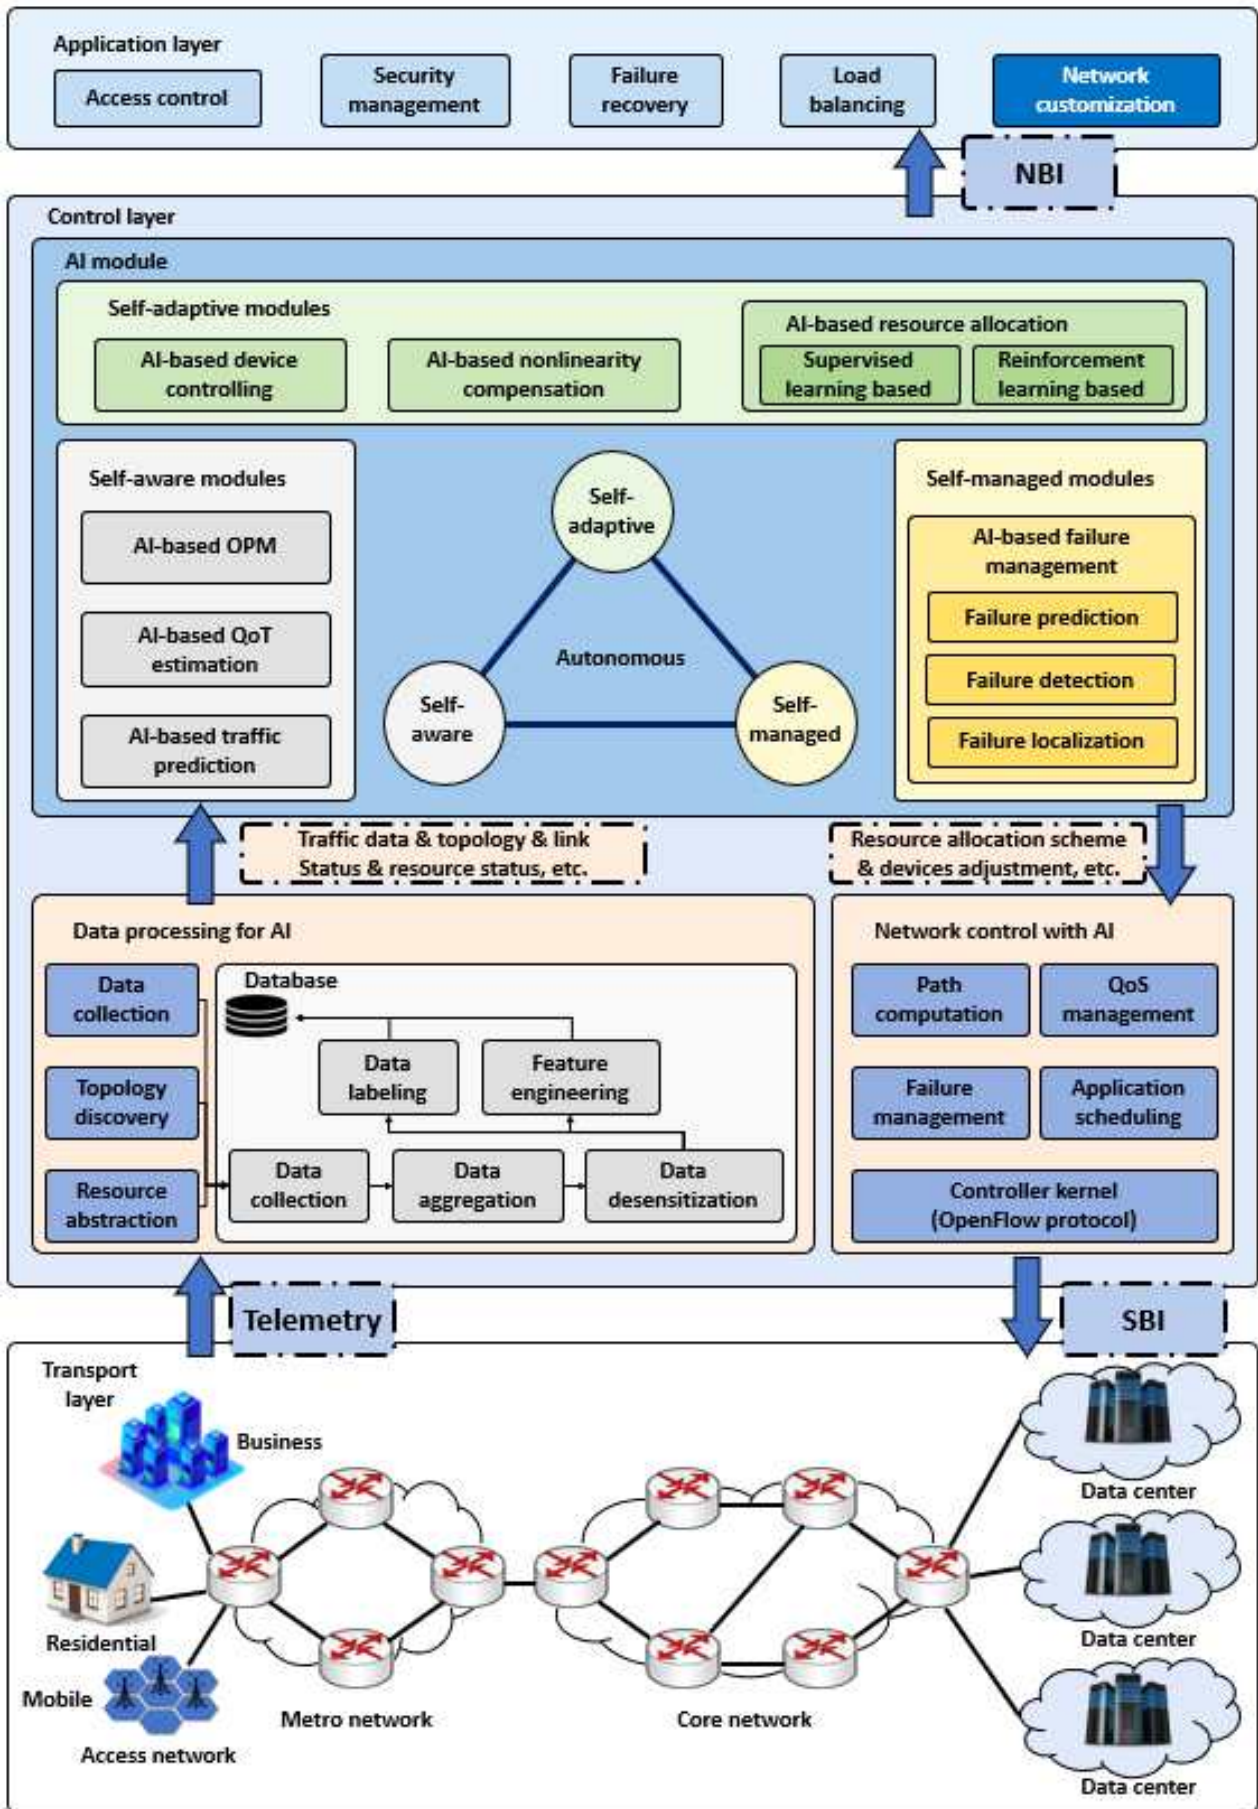 Application layer
Access control
Security
management
Failure
recovery
Load
balancing
Network
customization
NBI
Control layer
AI module
Self-adaptive modules
AI-based device
controlling
AI-based nonlinearity
compensation
AI-based resource allocation
Supervised
learning based
Reinforcement
learning based
Self-aware modules
AI-based OPM
AI-based QoT
estimation
AI-based traffic
prediction
Self-
adaptive
Autonomous
Self-
aware
Self-
managed
Self-managed modules
AI-based failure
management
Failure prediction
Failure detection
Failure localization
Traffic data & topology & link
Status & resource status, etc.
Resource allocation scheme
& devices adjustment, etc.
Data processing for AI
Data
collection
Topology
discovery
Resource
abstraction
Database
Data
labeling
Feature
engineering
Data
collection
Data
aggregation
Data
desensitization
Network control with AI
Path
computation
QoS
management
Failure
management
Application
scheduling
Controller kernel
(OpenFlow protocol)
Telemetry
SBI
Transport
layer
Business
Residential
Mobile
Access network
Metro network
Core network
Data center
Data center
Data center